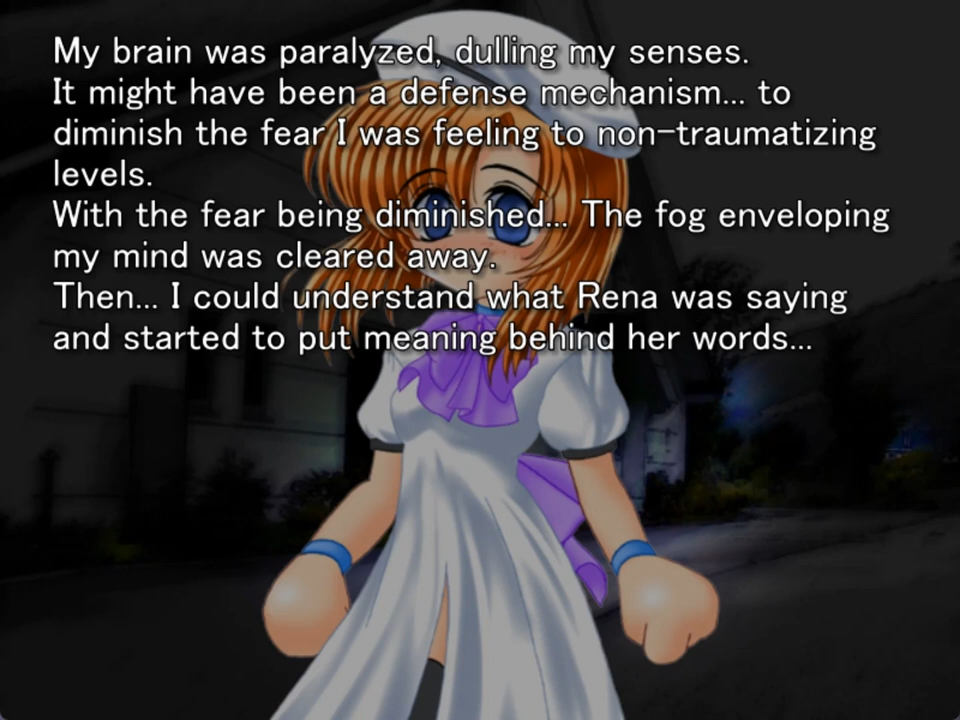 My brain was paralyzed, dulling my senses.
It might have been a defense mechanism... to
diminish the fear I was feeling to non-traumatizing
levels.
With the fear being diminished... The fog enveloping
my mind was cleared away.
Then... I could understand what Rena was saying
and started to put meaning behind her words...